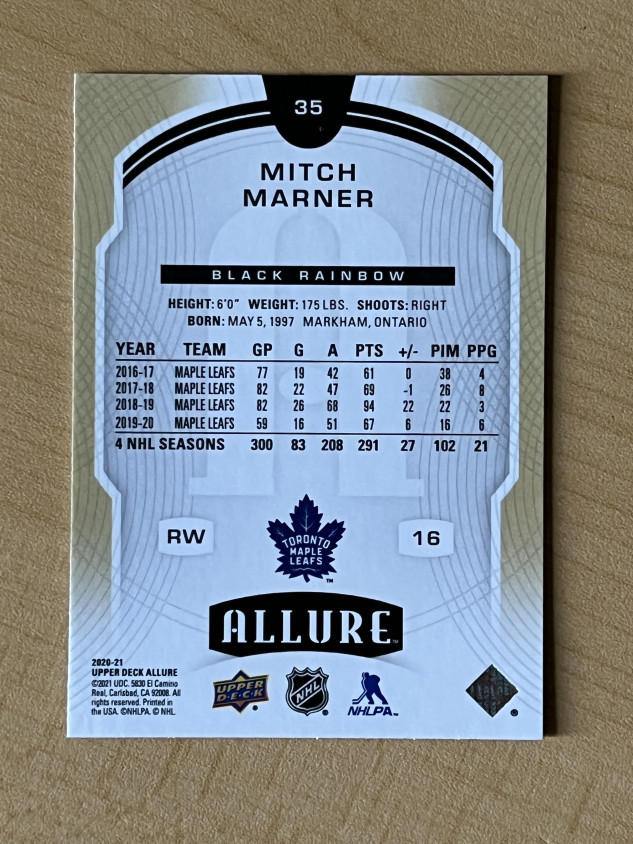 35
MITCH
MARNER
BLACK RAINBOW
HEIGHT: 6'0" WEIGHT: 175 LBS. SHOOTS: RIGHT
BORN: MAY 5, 1997 MARKHAM, ONTARIO
YEAR TEAM GP G A PTS +/- PIM PPG
2016-17 MAPLE LEAFS 77 19 42 61 0 38 4
2017-18 MAPLE LEAFS 82 22 47 69 -1 26 8
2018-19 MAPLE LEAFS 82 26 68 94 22 22 3
2019-20 MAPLE LEAFS 59 16 51 67 6 16 6
4 NHL SEASONS 300 83 208 291 27 102 21
RW
TORONTO
MAPLE
LEAFS
™
16
ALLURE™
2020-21
UPPER DECK ALLURE
©2021 UDC. 5830 El Camino
Real, Carlsbad, CA 92008. All
rights reserved. Printed in
the USA. ©NHLPA. © NHL.
UPPER
D·E·C·K ®
NHL ®
NHLPA™
®